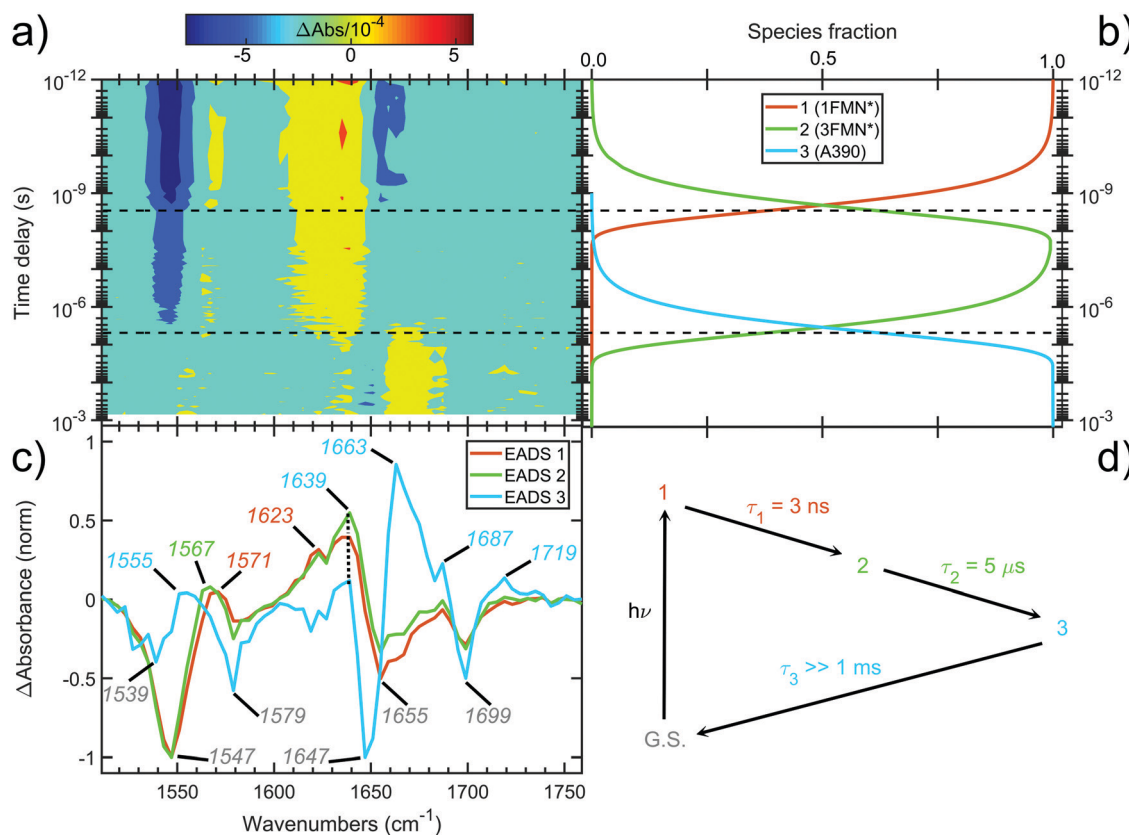 a)
ΔAbs/10⁻⁴
-5 0 5
Time delay (s)
10⁻¹²
10⁻⁹
10⁻⁶
10⁻³
b)
Species fraction
0.0 0.5 1.0
1 (1FMN*)
2 (3FMN*)
3 (A390)
10⁻¹²
10⁻⁹
10⁻⁶
10⁻³
c)
ΔAbsorbance (norm)
1
0.5
0
-0.5
-1
EADS 1
EADS 2
EADS 3
1663
1639
1623
1687
1567
1555
1571
1719
1539
1579
1655
1699
1547
1647
1550 1600 1650 1700 1750
Wavenumbers (cm⁻¹)
d)
1
τ₁ = 3 ns
2
τ₂ = 5 μs
hν
3
τ₃ >> 1 ms
G.S.